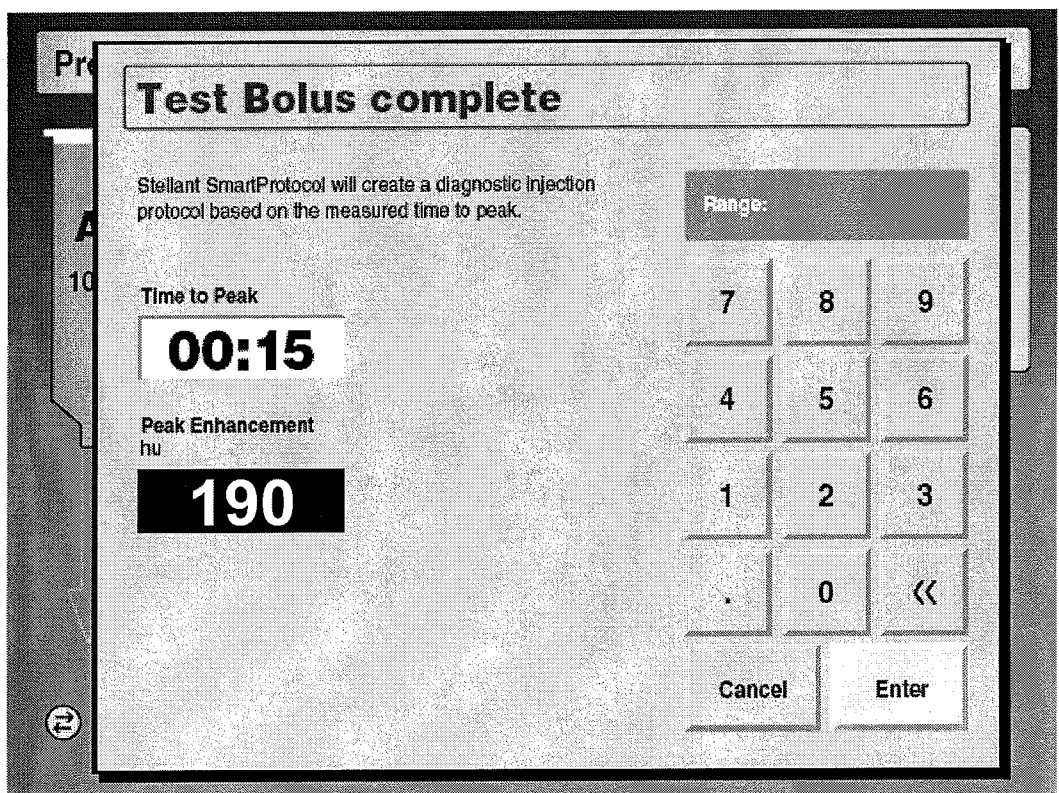 Pre
Test Bolus complete
Stellant SmartProtocol will create a diagnostic injection
protocol based on the measured time to peak.
Range:
A
10
Time to Peak
00:15
Peak Enhancement
hu
190
7 8 9
4 5 6
1 2 3
. 0 «
Cancel Enter